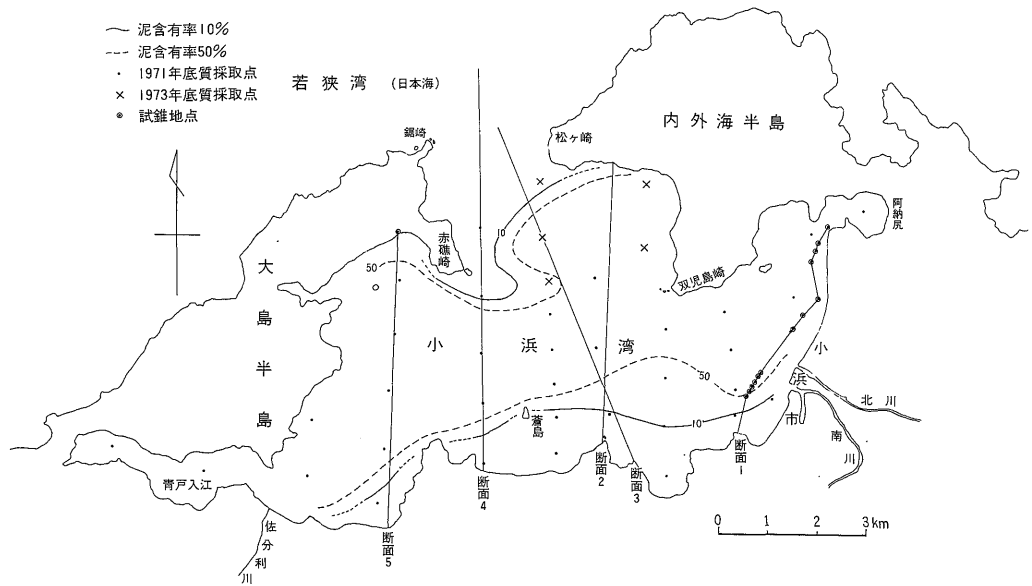 泥含有率10%
泥含有率50%
1971年底質採取点
1973年底質採取点
試錐地点
若狭湾 (日本海)
内外海半島
鋸崎
松ヶ崎
阿納尻
赤礁崎
10
50
双児島崎
大島半島
小浜湾
50
小浜市
北川
蒼島
10
南川
断面1
断面2
断面3
断面4
断面5
青戸入江
佐分利川
0 1 2 3km